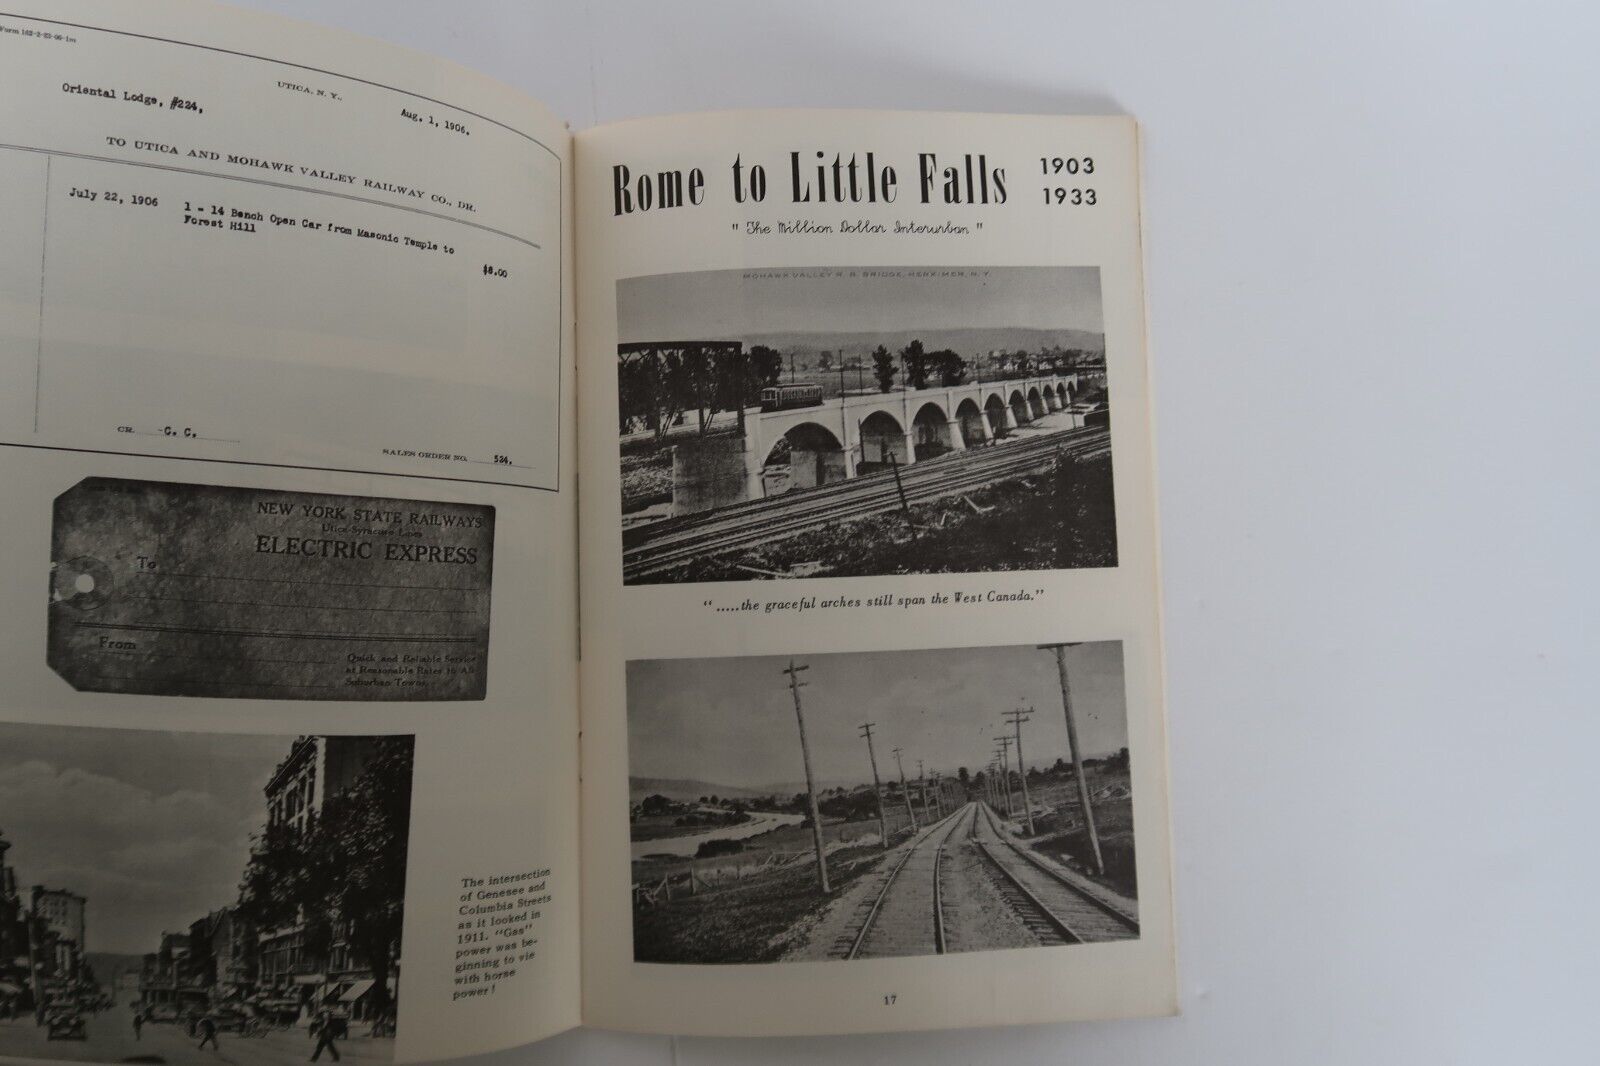 Form 162-2-23-06-1m
UTICA, N. Y.,
Oriental Lodge, #224,
Aug. 1, 1906.
TO UTICA AND MOHAWK VALLEY RAILWAY CO., DR.
July 22, 1906
1 - 14 Bench Open Car from Masonic Temple to
Forest Hill
$8.00
CR. -C. C.
SALES ORDER NO. 524.
NEW YORK STATE RAILWAYS
Utica-Syracuse Lines
ELECTRIC EXPRESS
To
From
Quick and Reliable Service
at Reasonable Rates to All
Suburban Towns.
The intersection
of Genesee and
Columbia Streets
as it looked in
1911. "Gas"
power was be-
ginning to vie
with horse
power!
Rome to Little Falls
1903
1933
" The Million Dollar Interurban "
MOHAWK VALLEY R. R. BRIDGE, HERKIMER, N. Y.
".....the graceful arches still span the West Canada."
17